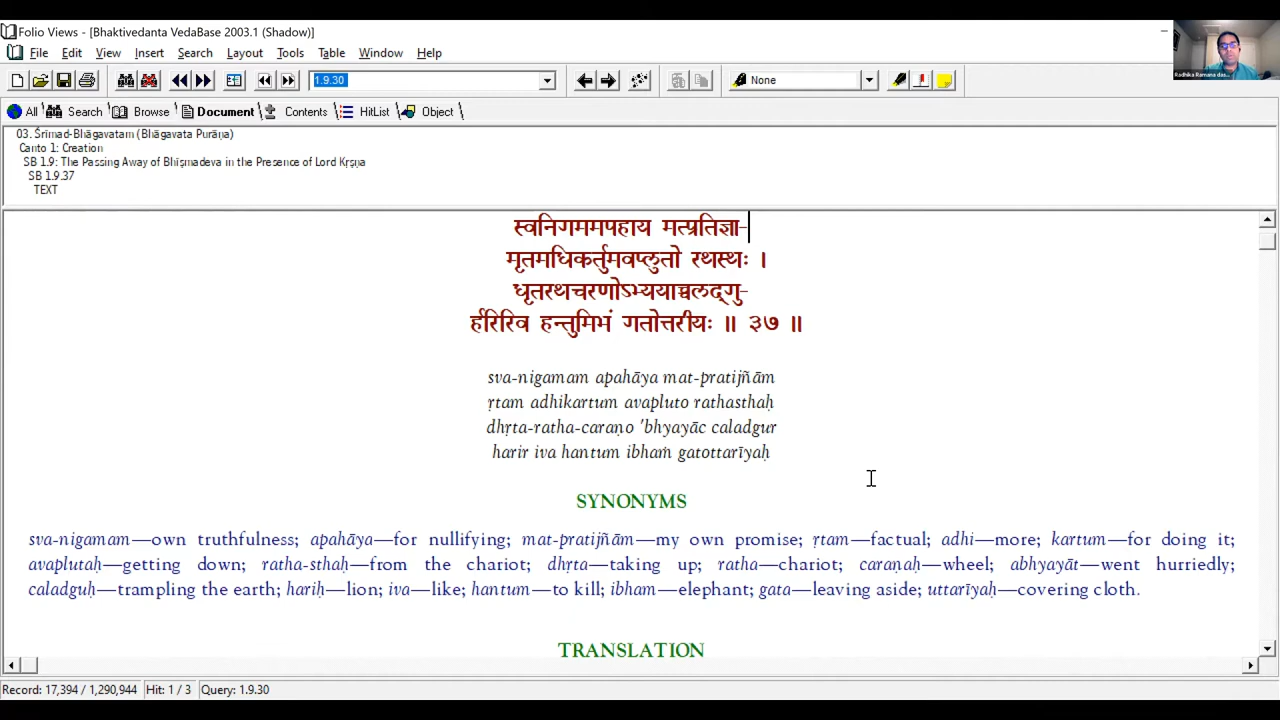 Folio Views - [Bhaktivedanta VedaBase 2003.1 (Shadow)]
File Edit View Insert Search Layout Tools Table Window Help
1.9.30 None
All Search Browse Document Contents HitList Object
03. Śrīmad-Bhāgavatam (Bhāgavata Purāṇa)
Canto 1: Creation
SB 1.9: The Passing Away of Bhīṣmadeva in the Presence of Lord Kṛṣṇa
SB 1.9.37
TEXT
स्वनिगममपहाय मत्प्रतिज्ञा-
मृतमधिकर्तुमवप्लुतो रथस्थः ।
धृतरथचरणोऽभ्ययाच्चलद्गु-
र्हरिरिव हन्तुमिभं गतोत्तरीयः ॥ ३७ ॥
sva-nigamam apahāya mat-pratijñām
ṛtam adhikartum avapluto rathasthaḥ
dhṛta-ratha-caraṇo 'bhyayāc caladgur
harir iva hantum ibhaṁ gatottarīyaḥ
SYNONYMS
sva-nigamam—own truthfulness; apahāya—for nullifying; mat-pratijñām—my own promise; ṛtam—factual; adhi—more; kartum—for doing it;
avaplutaḥ—getting down; ratha-sthaḥ—from the chariot; dhṛta—taking up; ratha—chariot; caraṇaḥ—wheel; abhyayāt—went hurriedly;
caladguḥ—trampling the earth; hariḥ—lion; iva—like; hantum—to kill; ibham—elephant; gata—leaving aside; uttarīyaḥ—covering cloth.
TRANSLATION
Record: 17,394 / 1,290,944 Hit: 1 / 3 Query: 1.9.30
Radhika Ramana das...